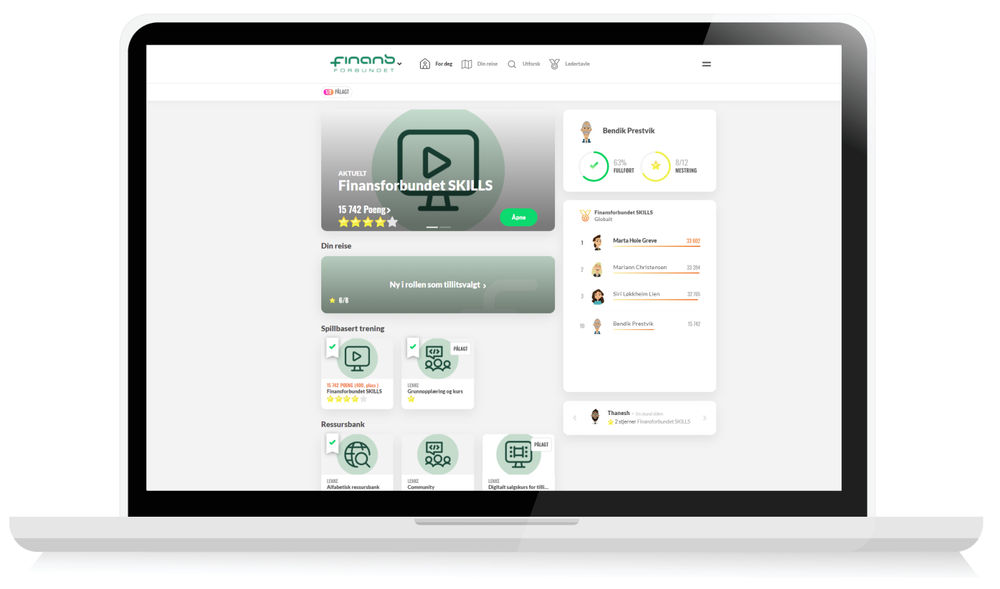 Finans
FORBUNDET
For deg
Din reise
Utforsk
Ledertavle
1/2 PÅLAGT
AKTUELT
Finansforbundet SKILLS
15 742 Poeng
Åpne
Din reise
Ny i rollen som tillitsvalgt
6/8
Spillbasert trening
15 742 POENG (400. plass)
Finansforbundet SKILLS
PÅLAGT
LENKE
Grunnopplæring og kurs
Ressursbank
LENKE
Alfabetisk ressursbank
LENKE
Community
PÅLAGT
LENKE
Digitalt salgskurs for tilli...
Bendik Prestvik
63%
FULLFØRT
8/12
MESTRING
Finansforbundet SKILLS
Globalt
1 Marta Hole Greve 33 602
2 Mariann Christensen 33 394
3 Siri Løkkheim Lien 32 765
10 Bendik Prestvik 15 742
Thanesh • En stund siden
2 stjerner Finansforbundet SKILLS